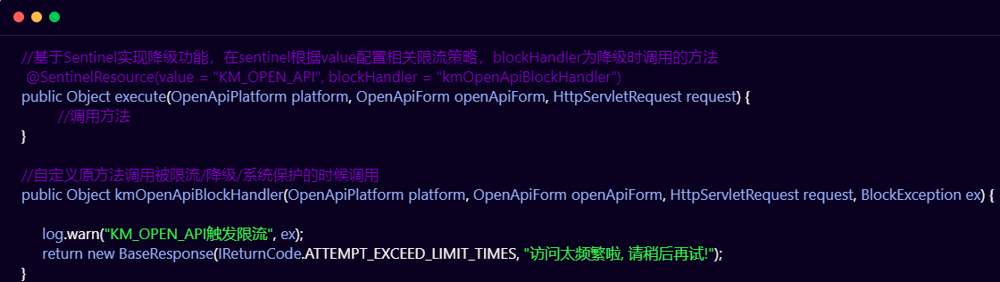 //基于Sentinel实现降级功能，在sentinel根据value配置相关限流策略，blockHandler为降级时调用的方法
@SentinelResource(value = "KM_OPEN_API", blockHandler = "kmOpenApiBlockHandler")
public Object execute(OpenApiPlatform platform, OpenApiForm openApiForm, HttpServletRequest request) {
//调用方法
}
//自定义原方法调用被限流/降级/系统保护的时候调用
public Object kmOpenApiBlockHandler(OpenApiPlatform platform, OpenApiForm openApiForm, HttpServletRequest request, BlockException ex) {
log.warn("KM_OPEN_API触发限流", ex);
return new BaseResponse(IReturnCode.ATTEMPT_EXCEED_LIMIT_TIMES, "访问太频繁啦, 请稍后再试!");
}